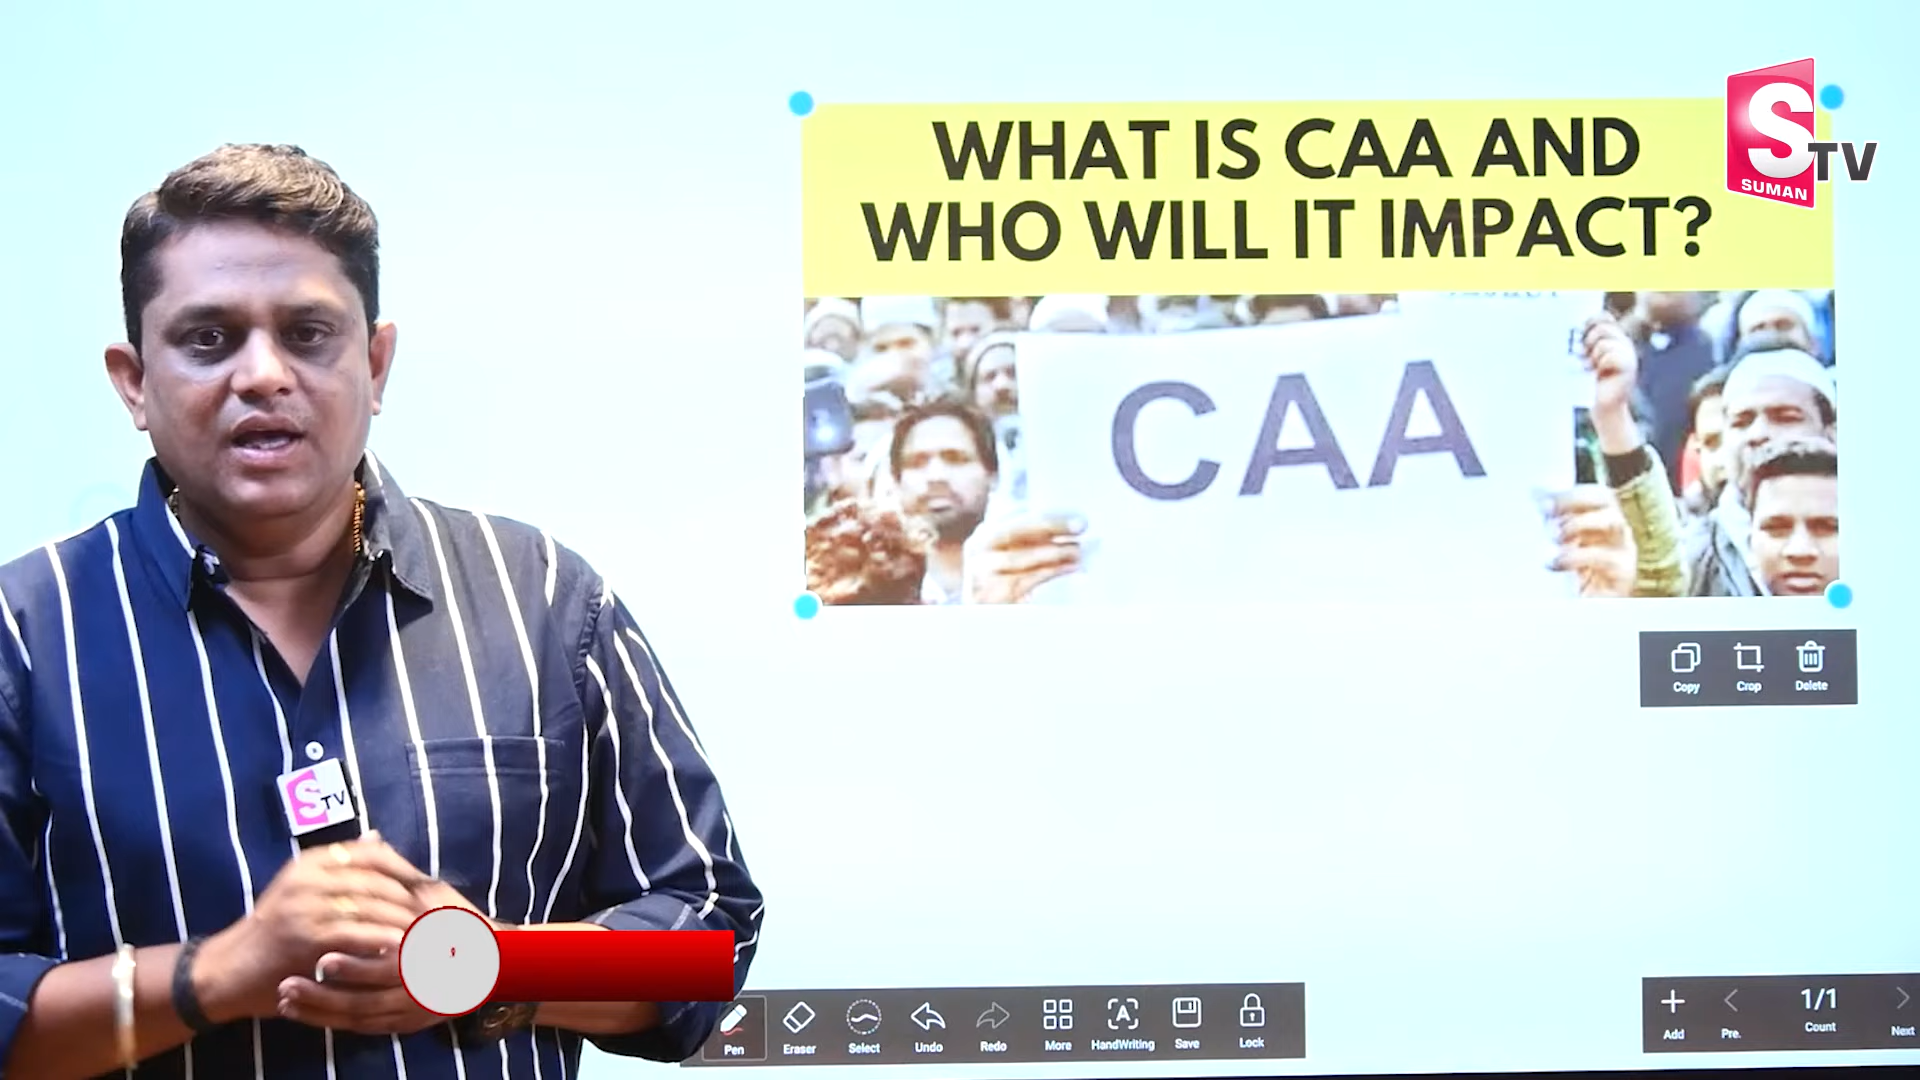 WHAT IS CAA AND
WHO WILL IT IMPACT?
S
TV
SUMAN
CAA
Copy
Crop
Delete
STV
Pen
Eraser
Select
Undo
Redo
More
HandWriting
Save
Lock
Add
Pre.
1/1
Count
Next